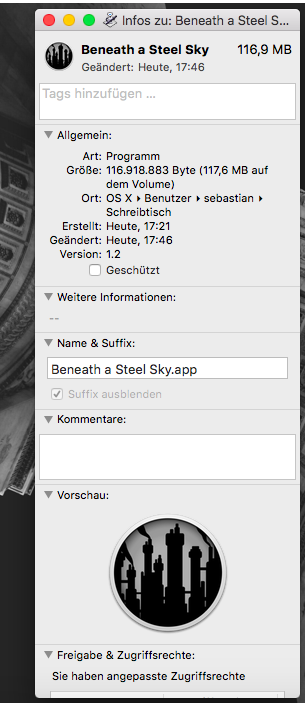 Infos zu: Beneath a Steel S...
Beneath a Steel Sky 116,9 MB
Geändert: Heute, 17:46
Tags hinzufügen ...
Allgemein:
Art: Programm
Größe: 116.918.883 Byte (117,6 MB auf
dem Volume)
Ort: OS X ▸ Benutzer ▸ sebastian ▸
Schreibtisch
Erstellt: Heute, 17:21
Geändert: Heute, 17:46
Version: 1.2
Geschützt
Weitere Informationen:
--
Name & Suffix:
Beneath a Steel Sky.app
Suffix ausblenden
Kommentare:
Vorschau:
Freigabe & Zugriffsrechte:
Sie haben angepasste Zugriffsrechte